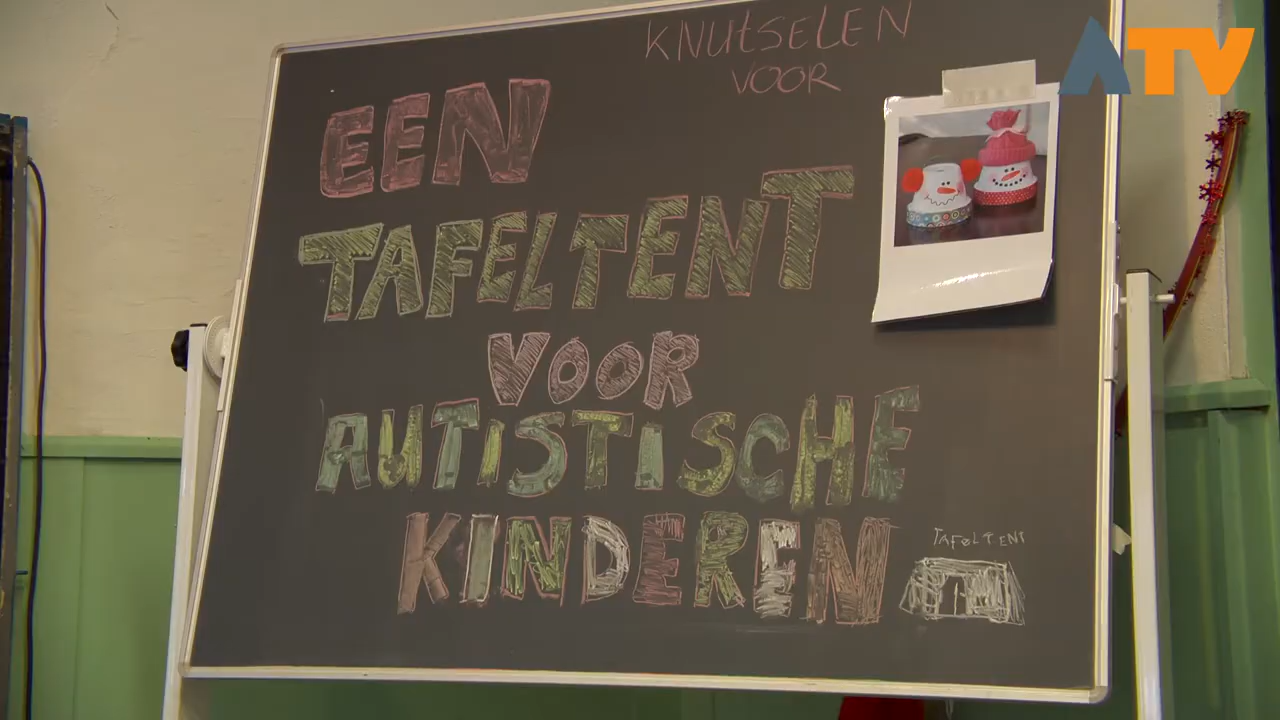 KNUTSELEN
VOOR
ATV
EEN
TAFELTENT
VOOR
AUTISTISCHE
KINDEREN
TAFELTENT